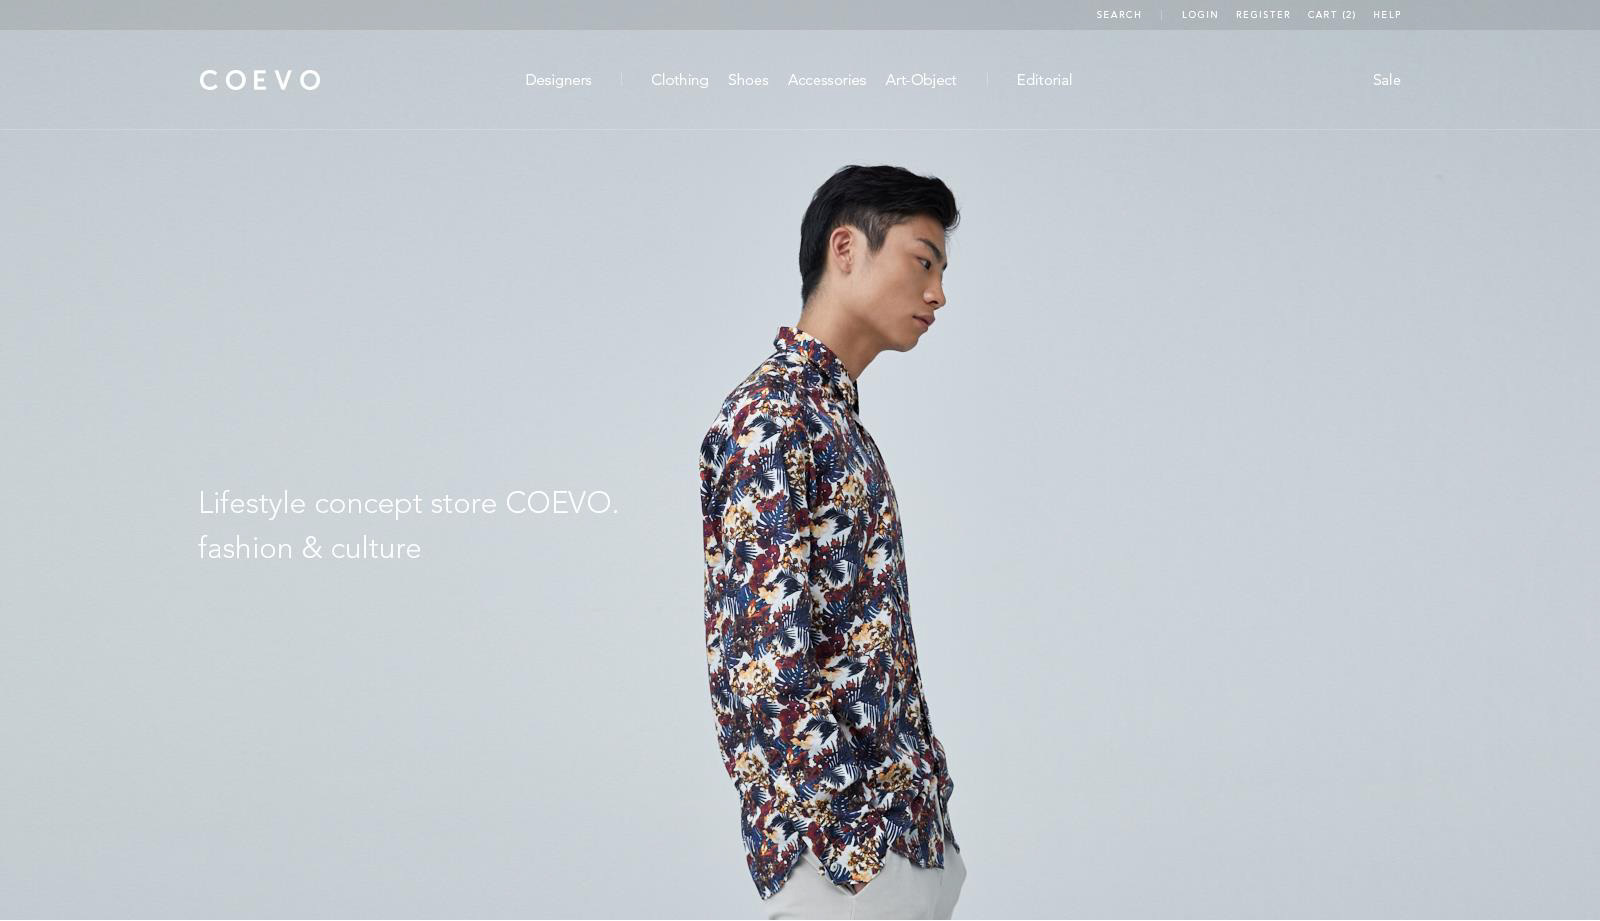 SEARCH | LOGIN REGISTER CART (2) HELP
COEVO Designers | Clothing Shoes Accessories Art-Object | Editorial Sale
Lifestyle concept store COEVO.
fashion & culture